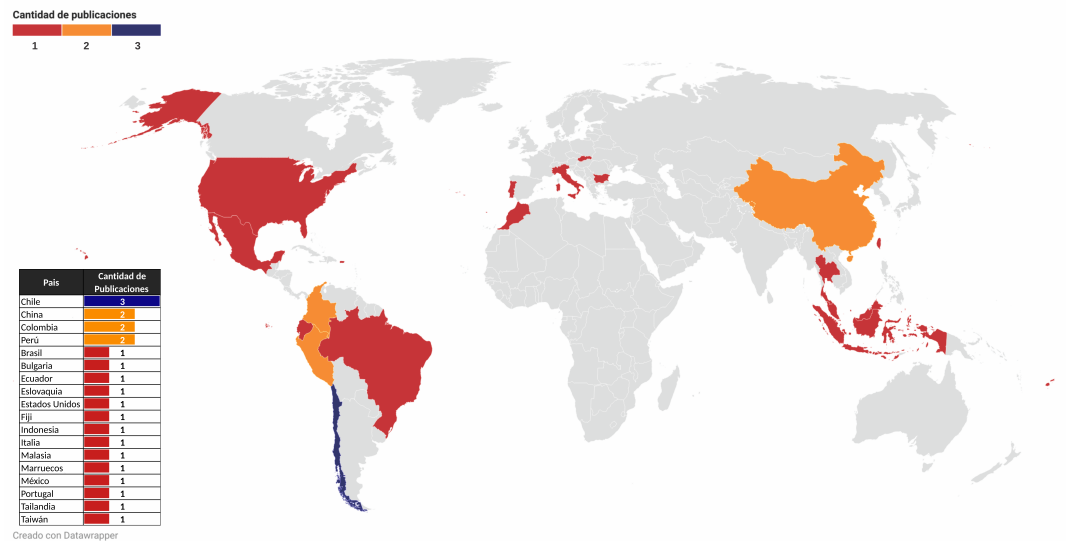 Cantidad de publicaciones
1 2 3
País Cantidad de
Publicaciones
Chile 3
China 2
Colombia 2
Perú 2
Brasil 1
Bulgaria 1
Ecuador 1
Eslovaquia 1
Estados Unidos 1
Fiji 1
Indonesia 1
Italia 1
Malasia 1
Marruecos 1
México 1
Portugal 1
Tailandia 1
Taiwán 1
Creado con Datawrapper